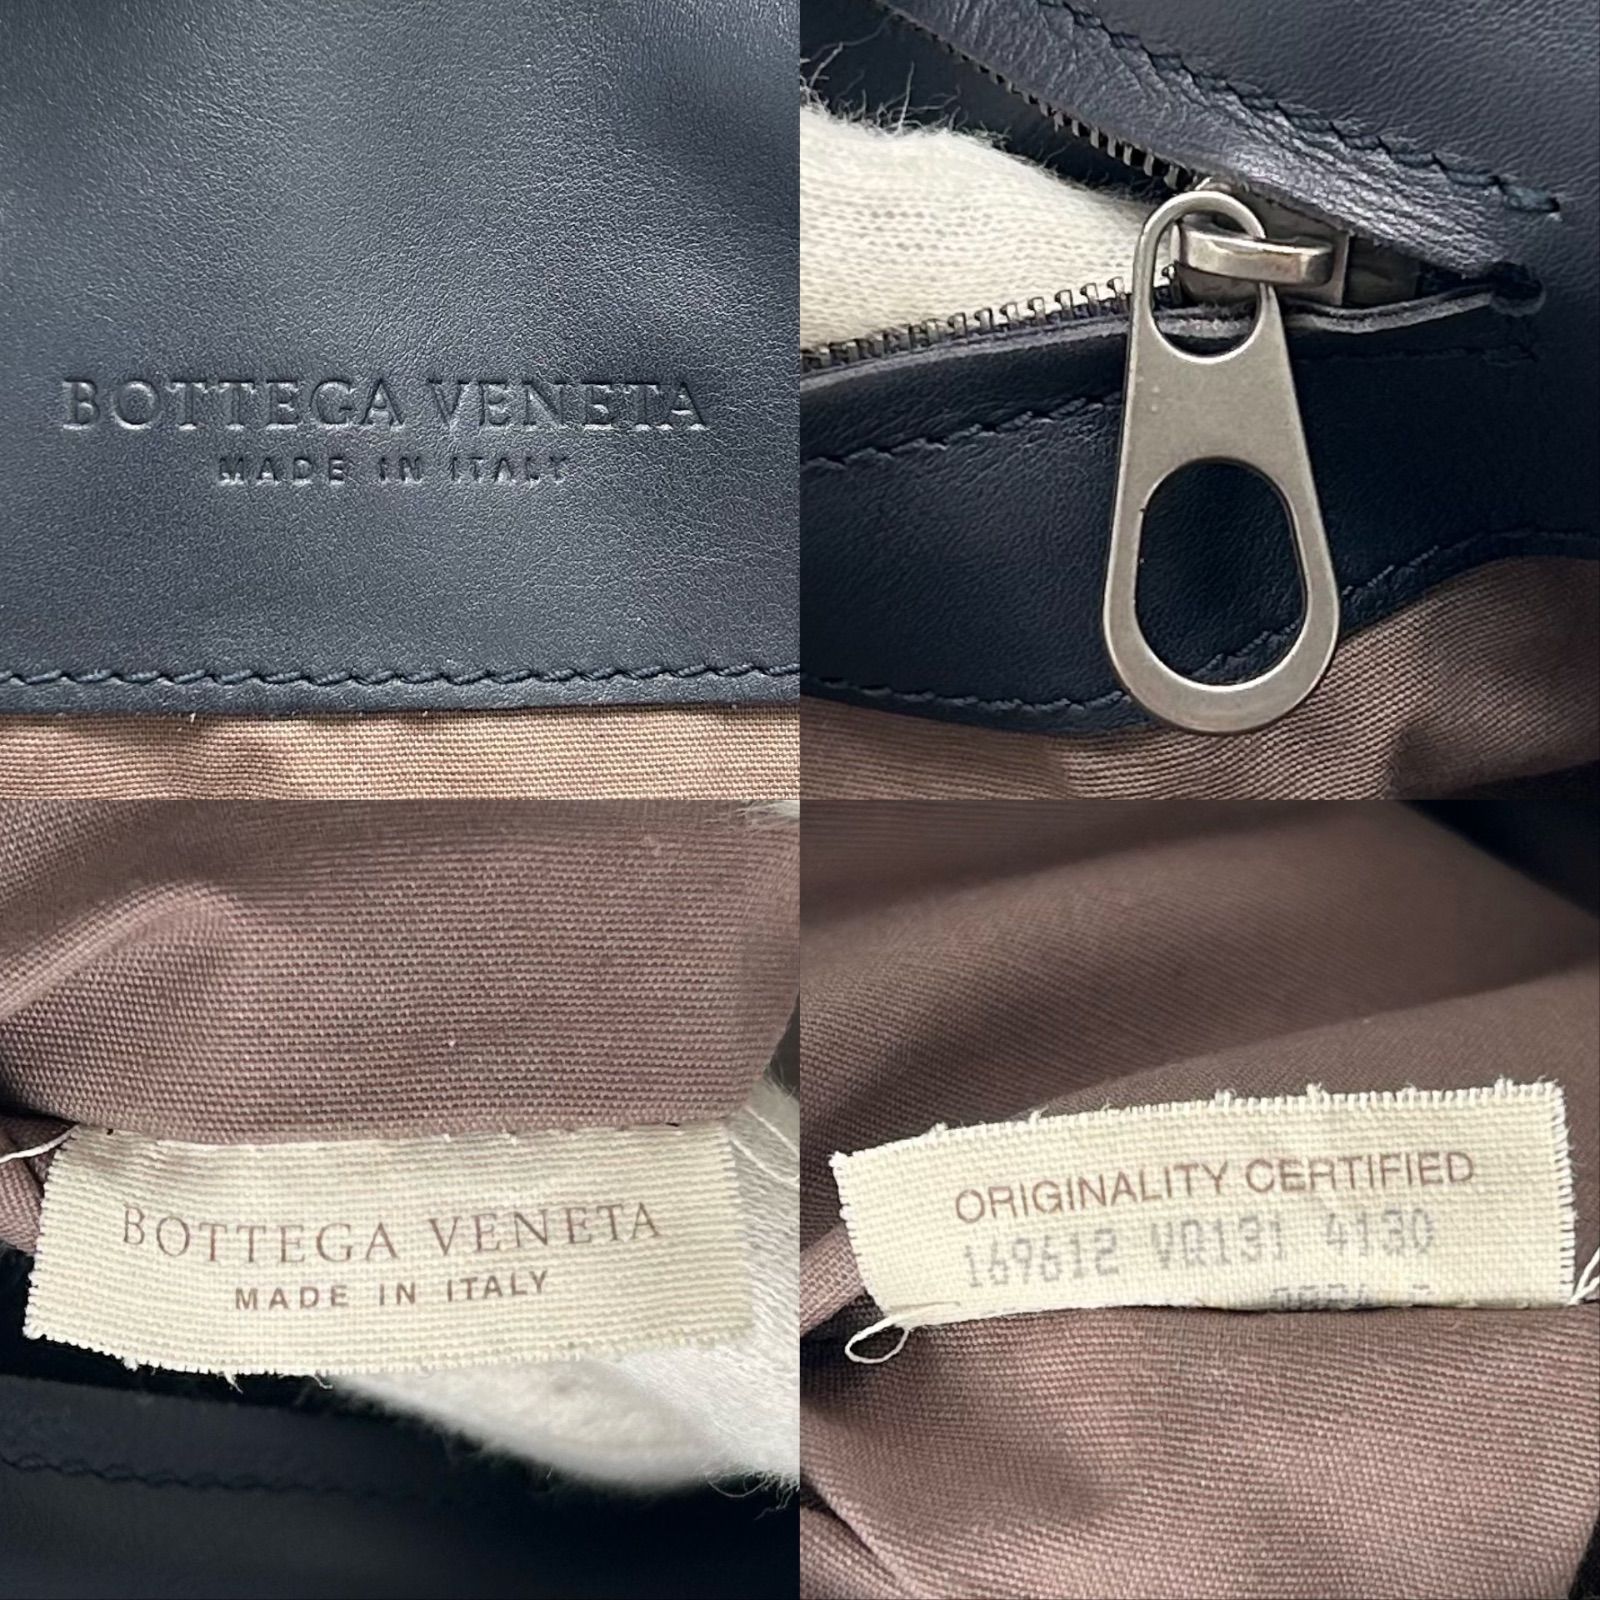 BOTTEGA VENETA
MADE IN ITALY
BOTTEGA VENETA
MADE IN ITALY
ORIGINALITY CERTIFIED
169612 VQ131 4130